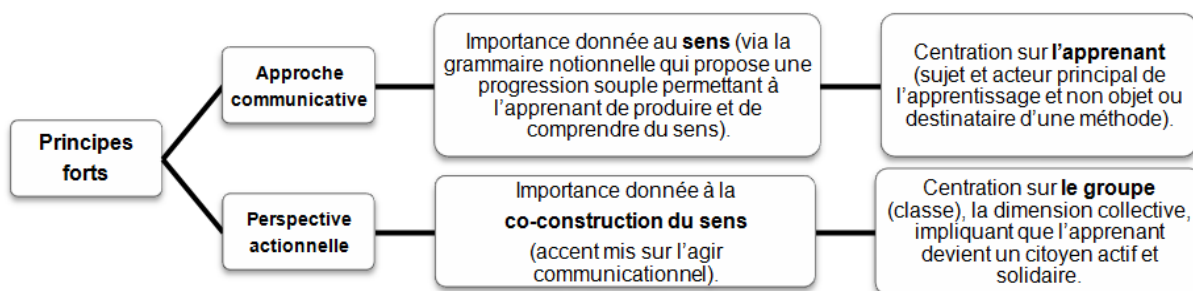 Principes
forts
Approche
communicative
Importance donnée au sens (via la
grammaire notionnelle qui propose une
progression souple permettant à
l'apprenant de produire et de
comprendre du sens).
Centration sur l'apprenant
(sujet et acteur principal de
l'apprentissage et non objet ou
destinataire d'une méthode).
Perspective
actionnelle
Importance donnée à la
co-construction du sens
(accent mis sur l'agir
communicationnel).
Centration sur le groupe
(classe), la dimension collective,
impliquant que l'apprenant
devient un citoyen actif et
solidaire.